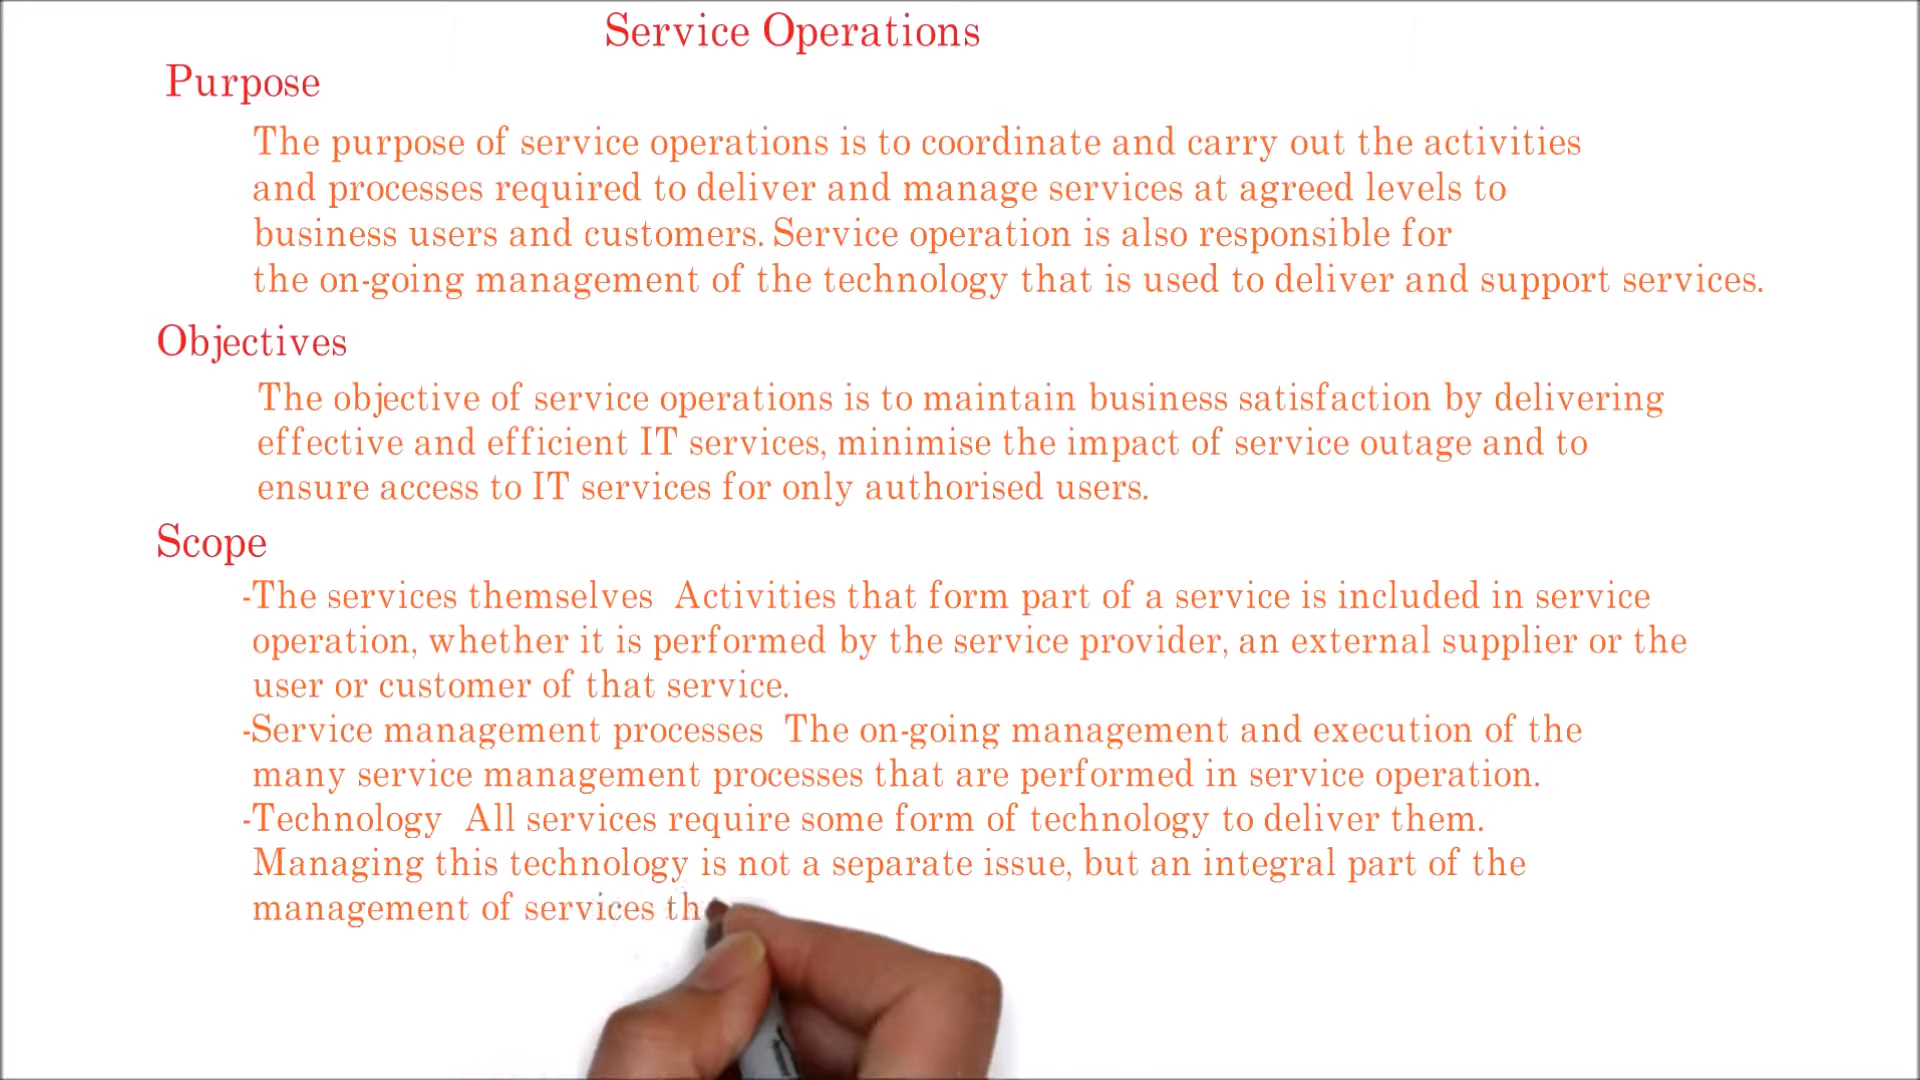 Service Operations
Purpose
The purpose of service operations is to coordinate and carry out the activities
and processes required to deliver and manage services at agreed levels to
business users and customers. Service operation is also responsible for
the on-going management of the technology that is used to deliver and support services.
Objectives
The objective of service operations is to maintain business satisfaction by delivering
effective and efficient IT services, minimise the impact of service outage and to
ensure access to IT services for only authorised users.
Scope
-The services themselves  Activities that form part of a service is included in service
operation, whether it is performed by the service provider, an external supplier or the
user or customer of that service.
-Service management processes  The on-going management and execution of the
many service management processes that are performed in service operation.
-Technology  All services require some form of technology to deliver them.
Managing this technology is not a separate issue, but an integral part of the
management of services